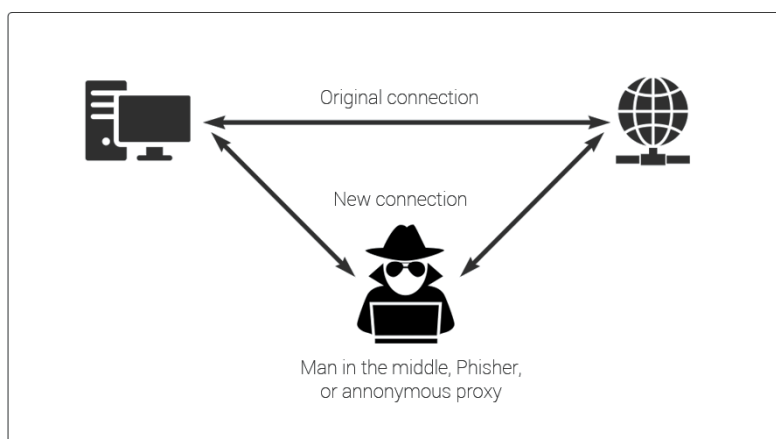 Original connection
New connection
Man in the middle, Phisher,
or annonymous proxy